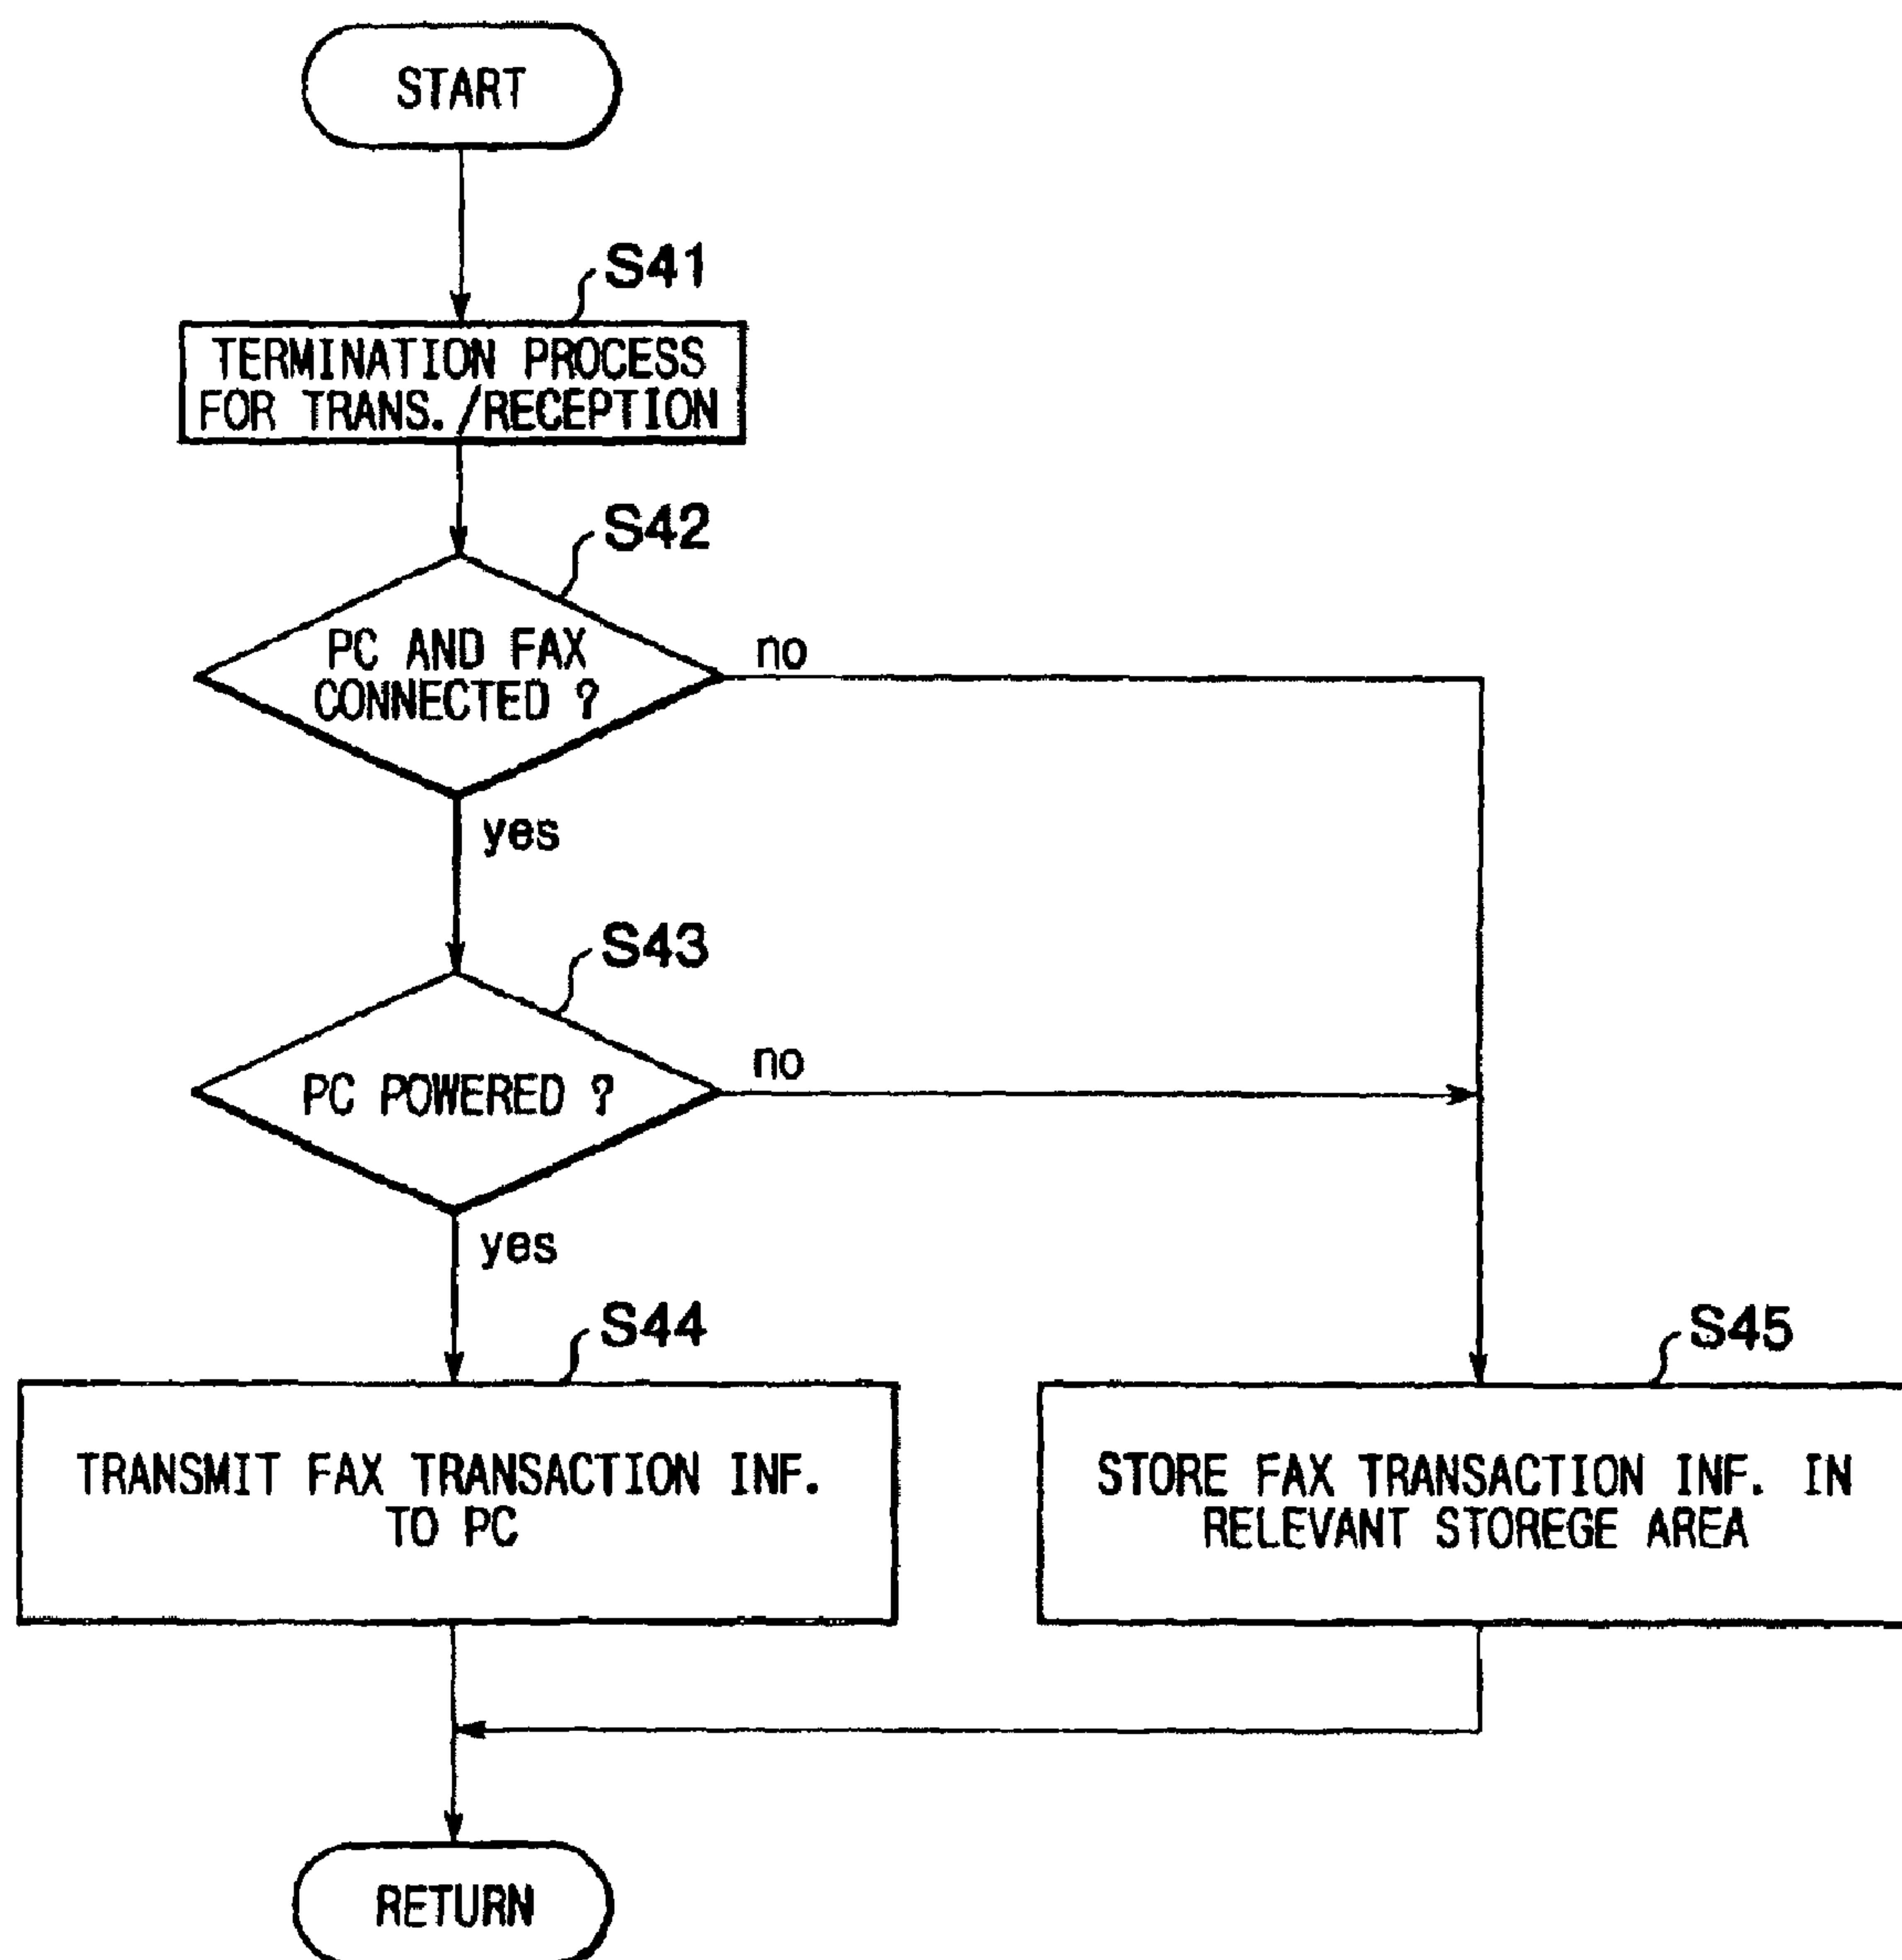 START
S41
TERMINATION PROCESS
FOR TRANS./RECEPTION
S42
PC AND FAX
CONNECTED ?
no
yes
S43
PC POWERED ?
no
yes
S44
TRANSMIT FAX TRANSACTION INF.
TO PC
S45
STORE FAX TRANSACTION INF. IN
RELEVANT STOREGE AREA
RETURN